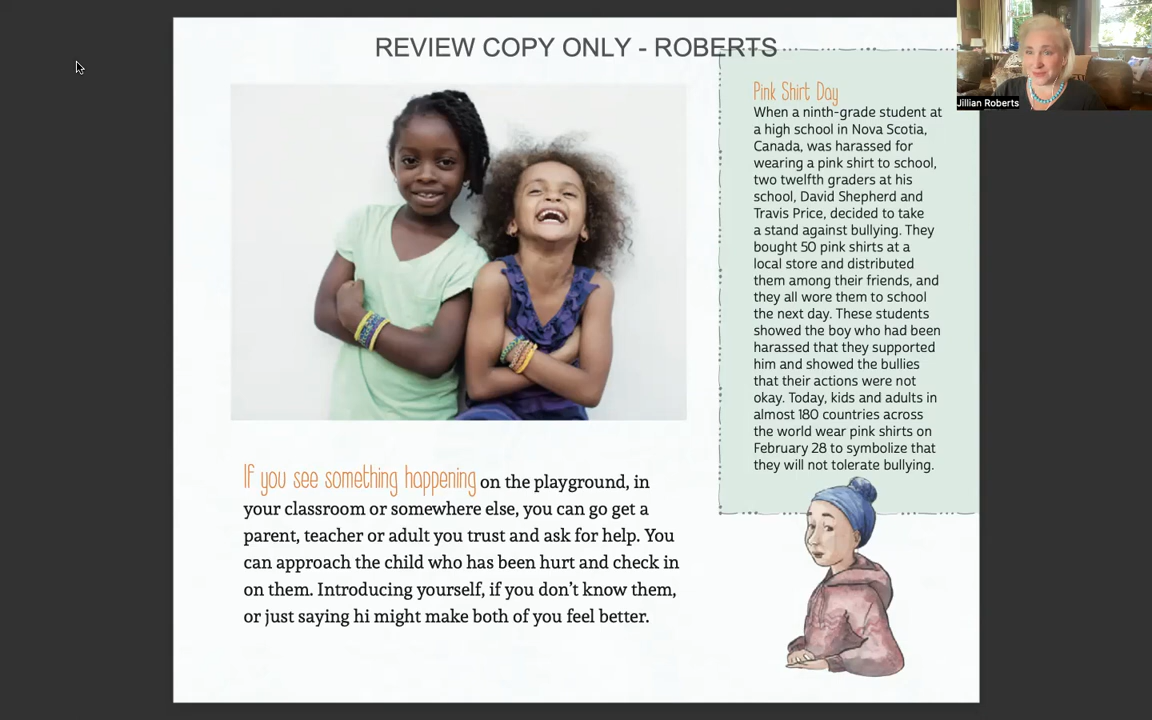 REVIEW COPY ONLY - ROBERTS
Jillian Roberts
Pink Shirt Day
When a ninth-grade student at
a high school in Nova Scotia,
Canada, was harassed for
wearing a pink shirt to school,
two twelfth graders at his
school, David Shepherd and
Travis Price, decided to take
a stand against bullying. They
bought 50 pink shirts at a
local store and distributed
them among their friends, and
they all wore them to school
the next day. These students
showed the boy who had been
harassed that they supported
him and showed the bullies
that their actions were not
okay. Today, kids and adults in
almost 180 countries across
the world wear pink shirts on
February 28 to symbolize that
they will not tolerate bullying.
If you see something happening on the playground, in
your classroom or somewhere else, you can go get a
parent, teacher or adult you trust and ask for help. You
can approach the child who has been hurt and check in
on them. Introducing yourself, if you don’t know them,
or just saying hi might make both of you feel better.